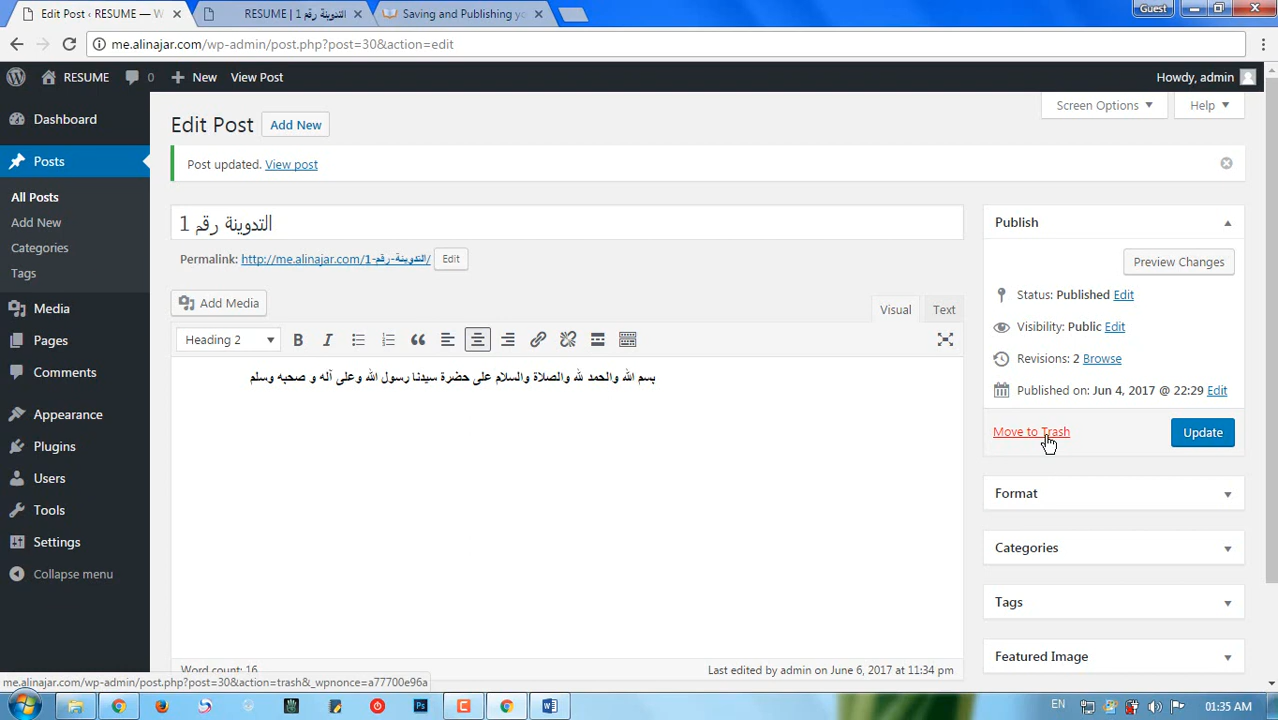 Edit Post ‹ RESUME — W
RESUME | التدوينة رقم 1
Saving and Publishing yo
Guest
me.alinajar.com/wp-admin/post.php?post=30&action=edit
RESUME
0
New
View Post
Howdy, admin
Screen Options
Help
Dashboard
Posts
All Posts
Add New
Categories
Tags
Media
Pages
Comments
Appearance
Plugins
Users
Tools
Settings
Collapse menu
Edit Post
Add New
Post updated. View post
التدوينة رقم 1
Permalink: http://me.alinajar.com/التدوينة-رقم-1/
Edit
Add Media
Visual
Text
Heading 2
بسم الله والحمد لله والصلاة والسلام على حضرة سيدنا رسول الله وعلى آله و صحبه وسلم
Word count: 16
Last edited by admin on June 6, 2017 at 11:34 pm
Publish
Preview Changes
Status: Published Edit
Visibility: Public Edit
Revisions: 2 Browse
Published on: Jun 4, 2017 @ 22:29 Edit
Move to Trash
Update
Format
Categories
Tags
Featured Image
me.alinajar.com/wp-admin/post.php?post=30&action=trash&_wpnonce=a77700e96a
EN
01:35 AM